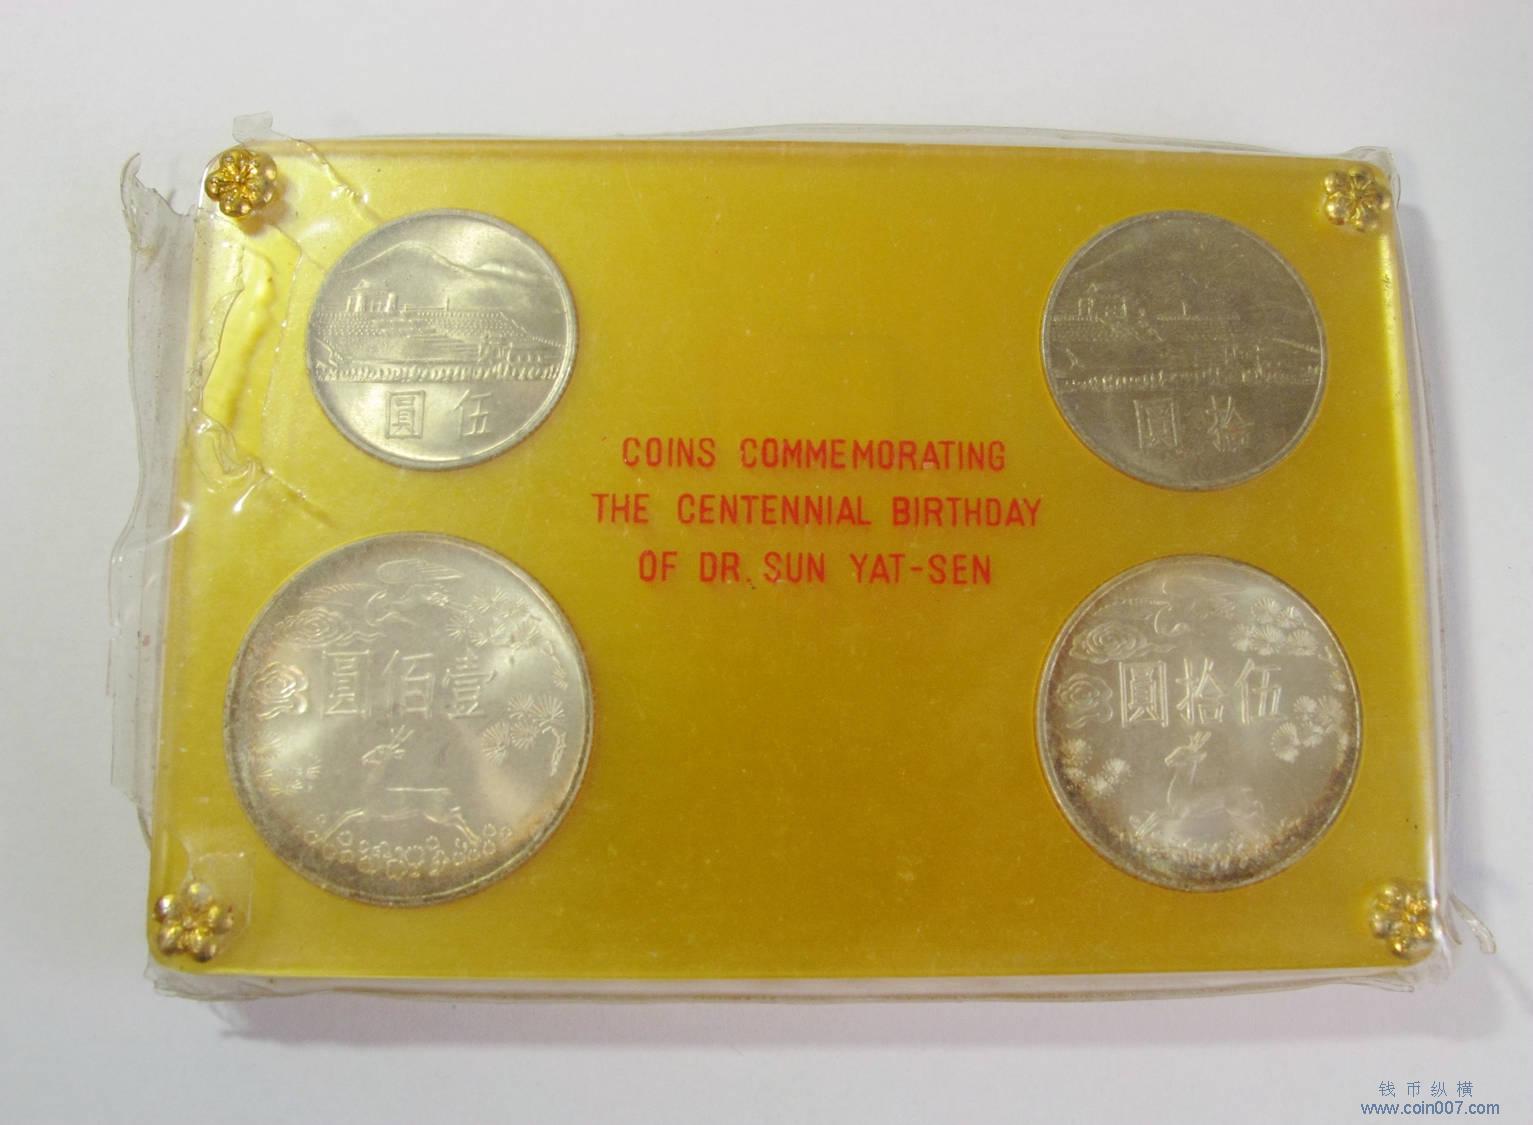 圓 伍
圓 拾
COINS COMMEMORATING
THE CENTENNIAL BIRTHDAY
OF DR. SUN YAT-SEN
圓佰壹
圓拾伍
钱币纵横
www.coin007.com